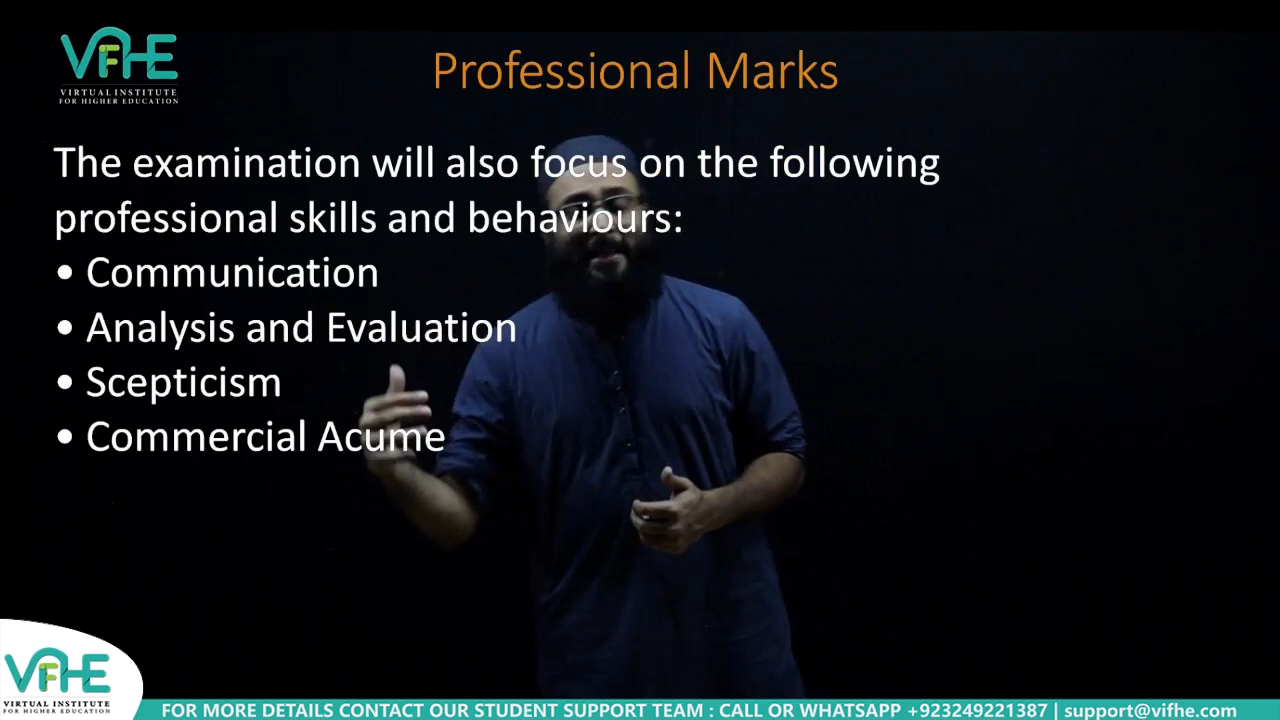 VIFHE
VIRTUAL INSTITUTE
FOR HIGHER EDUCATION
Professional Marks
The examination will also focus on the following
professional skills and behaviours:
• Communication
• Analysis and Evaluation
• Scepticism
• Commercial Acume
VIFHE
VIRTUAL INSTITUTE
FOR HIGHER EDUCATION
FOR MORE DETAILS CONTACT OUR STUDENT SUPPORT TEAM : CALL OR WHATSAPP +923249221387 | support@vifhe.com